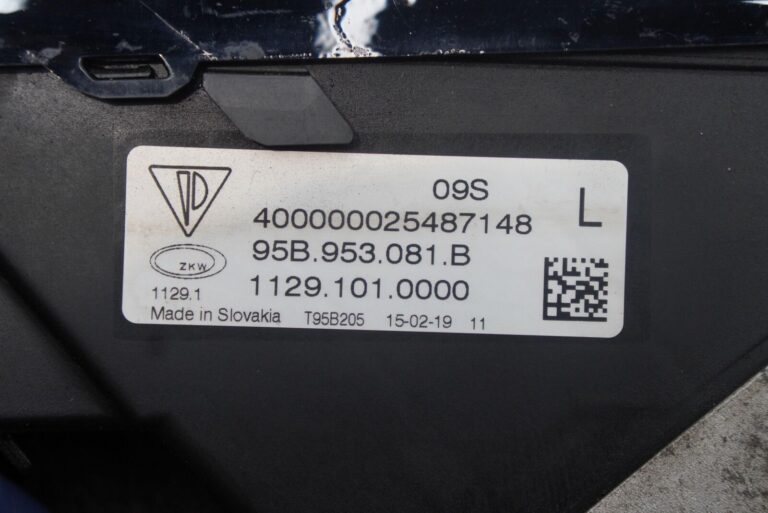 09S
L
400000025487148
95B.953.081.B
ZKW
1129.1
1129.101.0000
Made in Slovakia T95B205 15-02-19 11